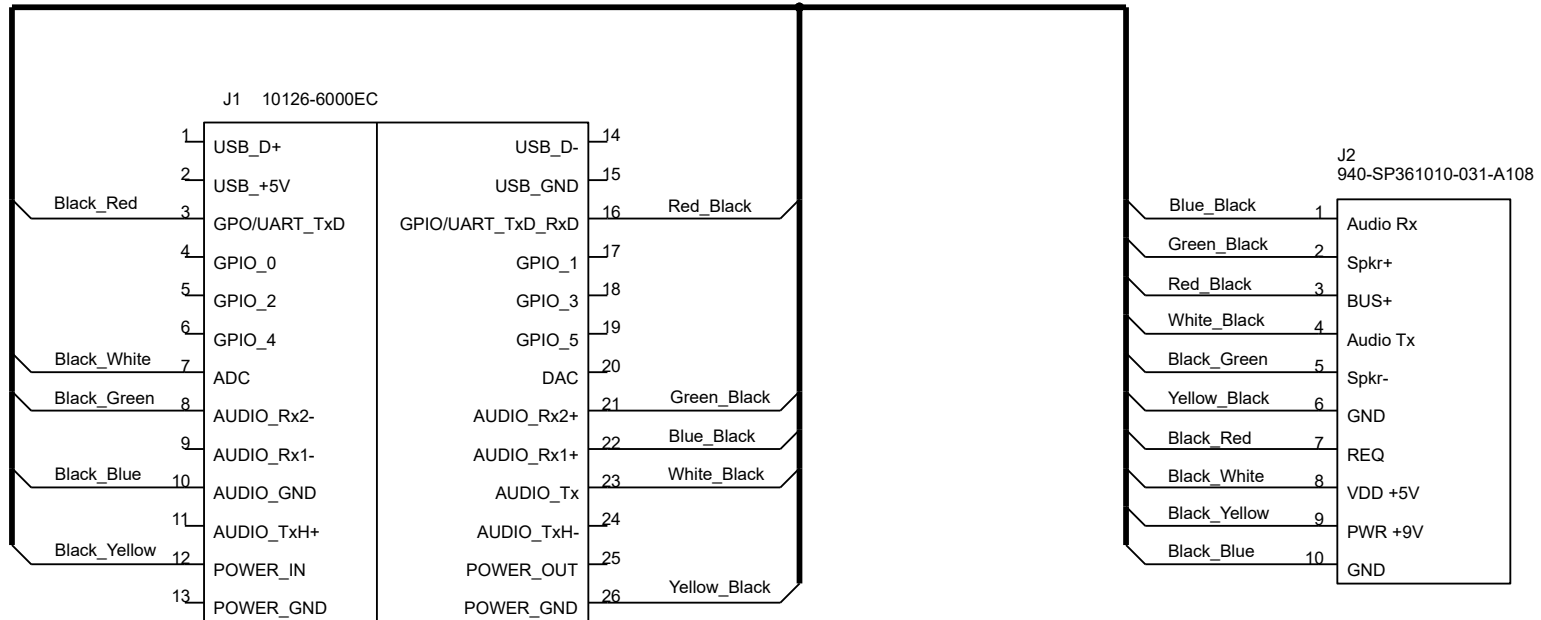 J1 10126-6000EC
1 USB_D+ USB_D- 14
2 USB_+5V USB_GND 15
Black_Red 3 GPO/UART_TxD GPIO/UART_TxD_RxD 16 Red_Black
4 GPIO_0 GPIO_1 17
5 GPIO_2 GPIO_3 18
6 GPIO_4 GPIO_5 19
Black_White 7 ADC DAC 20
Black_Green 8 AUDIO_Rx2- AUDIO_Rx2+ 21 Green_Black
9 AUDIO_Rx1- AUDIO_Rx1+ 22 Blue_Black
Black_Blue 10 AUDIO_GND AUDIO_Tx 23 White_Black
11 AUDIO_TxH+ AUDIO_TxH- 24
Black_Yellow 12 POWER_IN POWER_OUT 25
13 POWER_GND POWER_GND 26 Yellow_Black
J2
940-SP361010-031-A108
Blue_Black 1 Audio Rx
Green_Black 2 Spkr+
Red_Black 3 BUS+
White_Black 4 Audio Tx
Black_Green 5 Spkr-
Yellow_Black 6 GND
Black_Red 7 REQ
Black_White 8 VDD +5V
Black_Yellow 9 PWR +9V
Black_Blue 10 GND